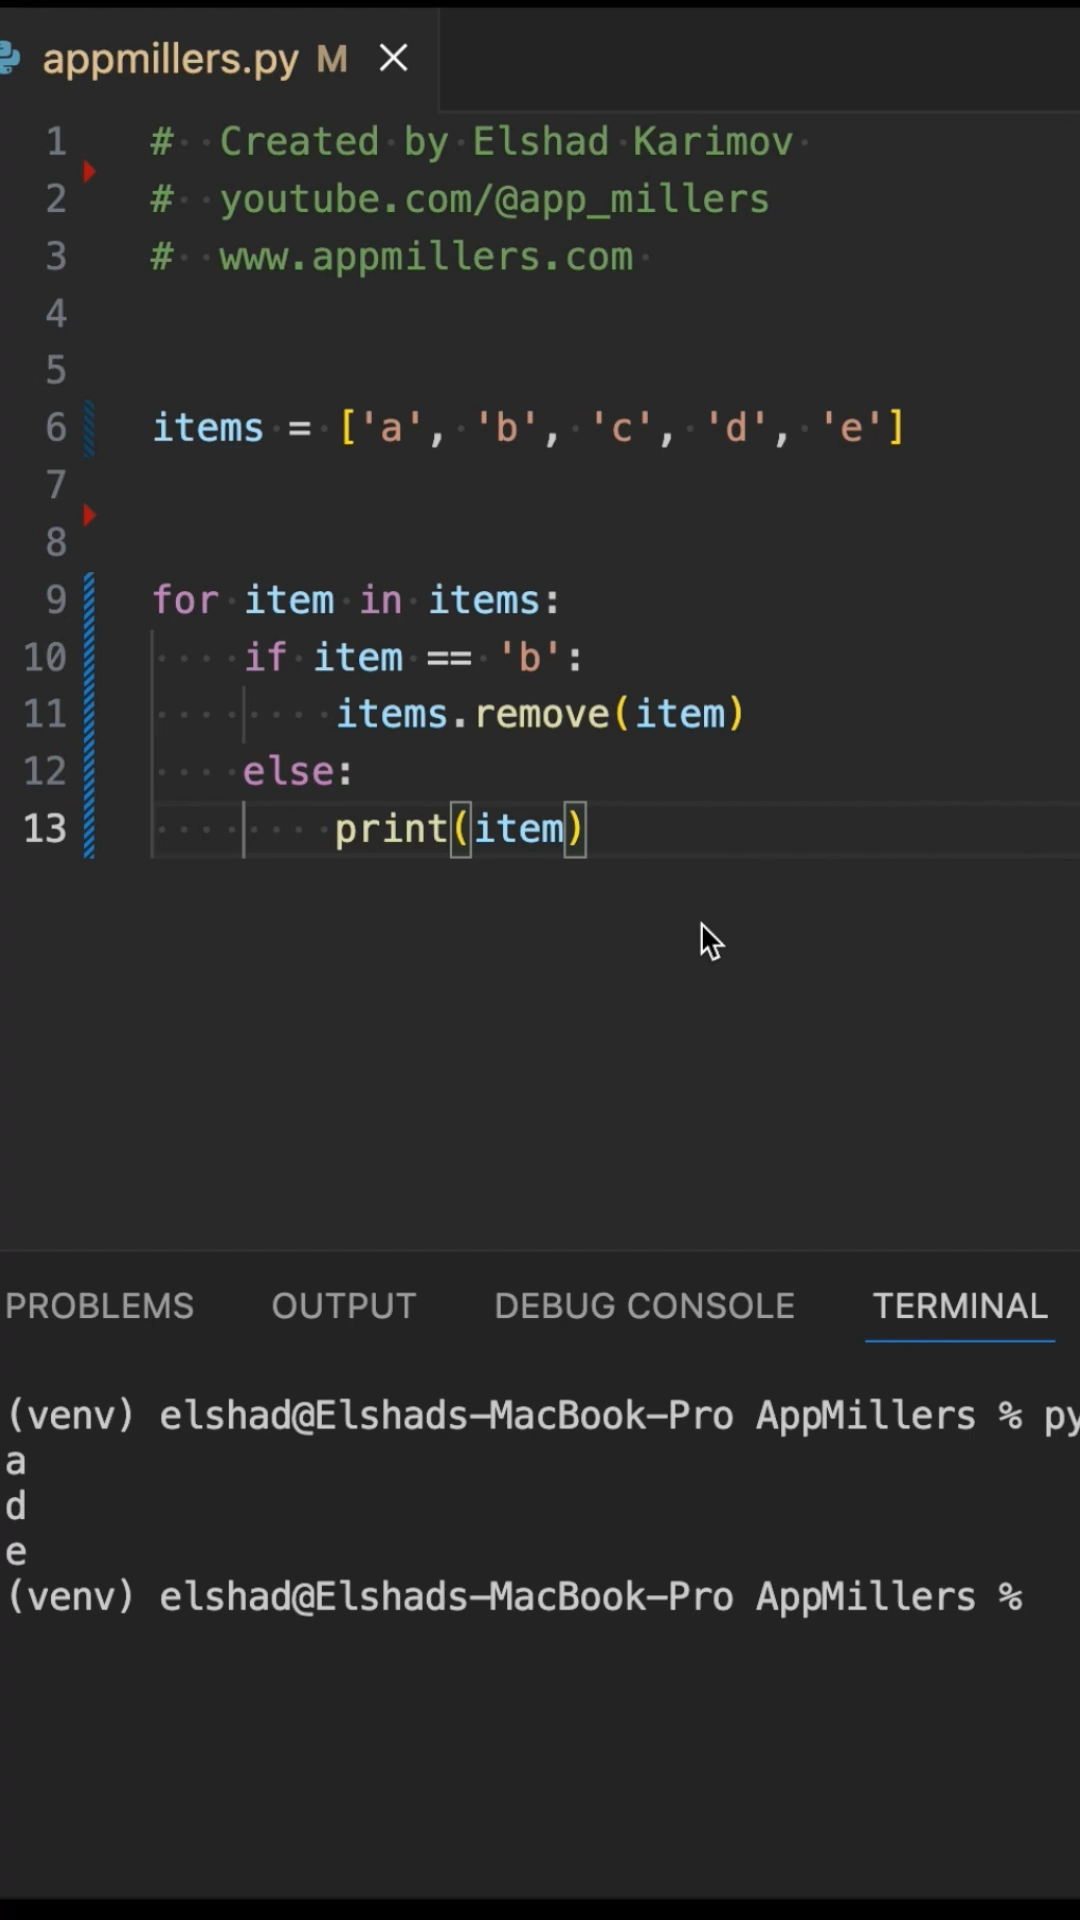 appmillers.py M
1 # Created by Elshad Karimov
2 # youtube.com/@app_millers
3 # www.appmillers.com
4
5
6 items = ['a', 'b', 'c', 'd', 'e']
7
8
9 for item in items:
10     if item == 'b':
11         items.remove(item)
12     else:
13         print(item)
PROBLEMS OUTPUT DEBUG CONSOLE TERMINAL
(venv) elshad@Elshads-MacBook-Pro AppMillers % py
a
d
e
(venv) elshad@Elshads-MacBook-Pro AppMillers %